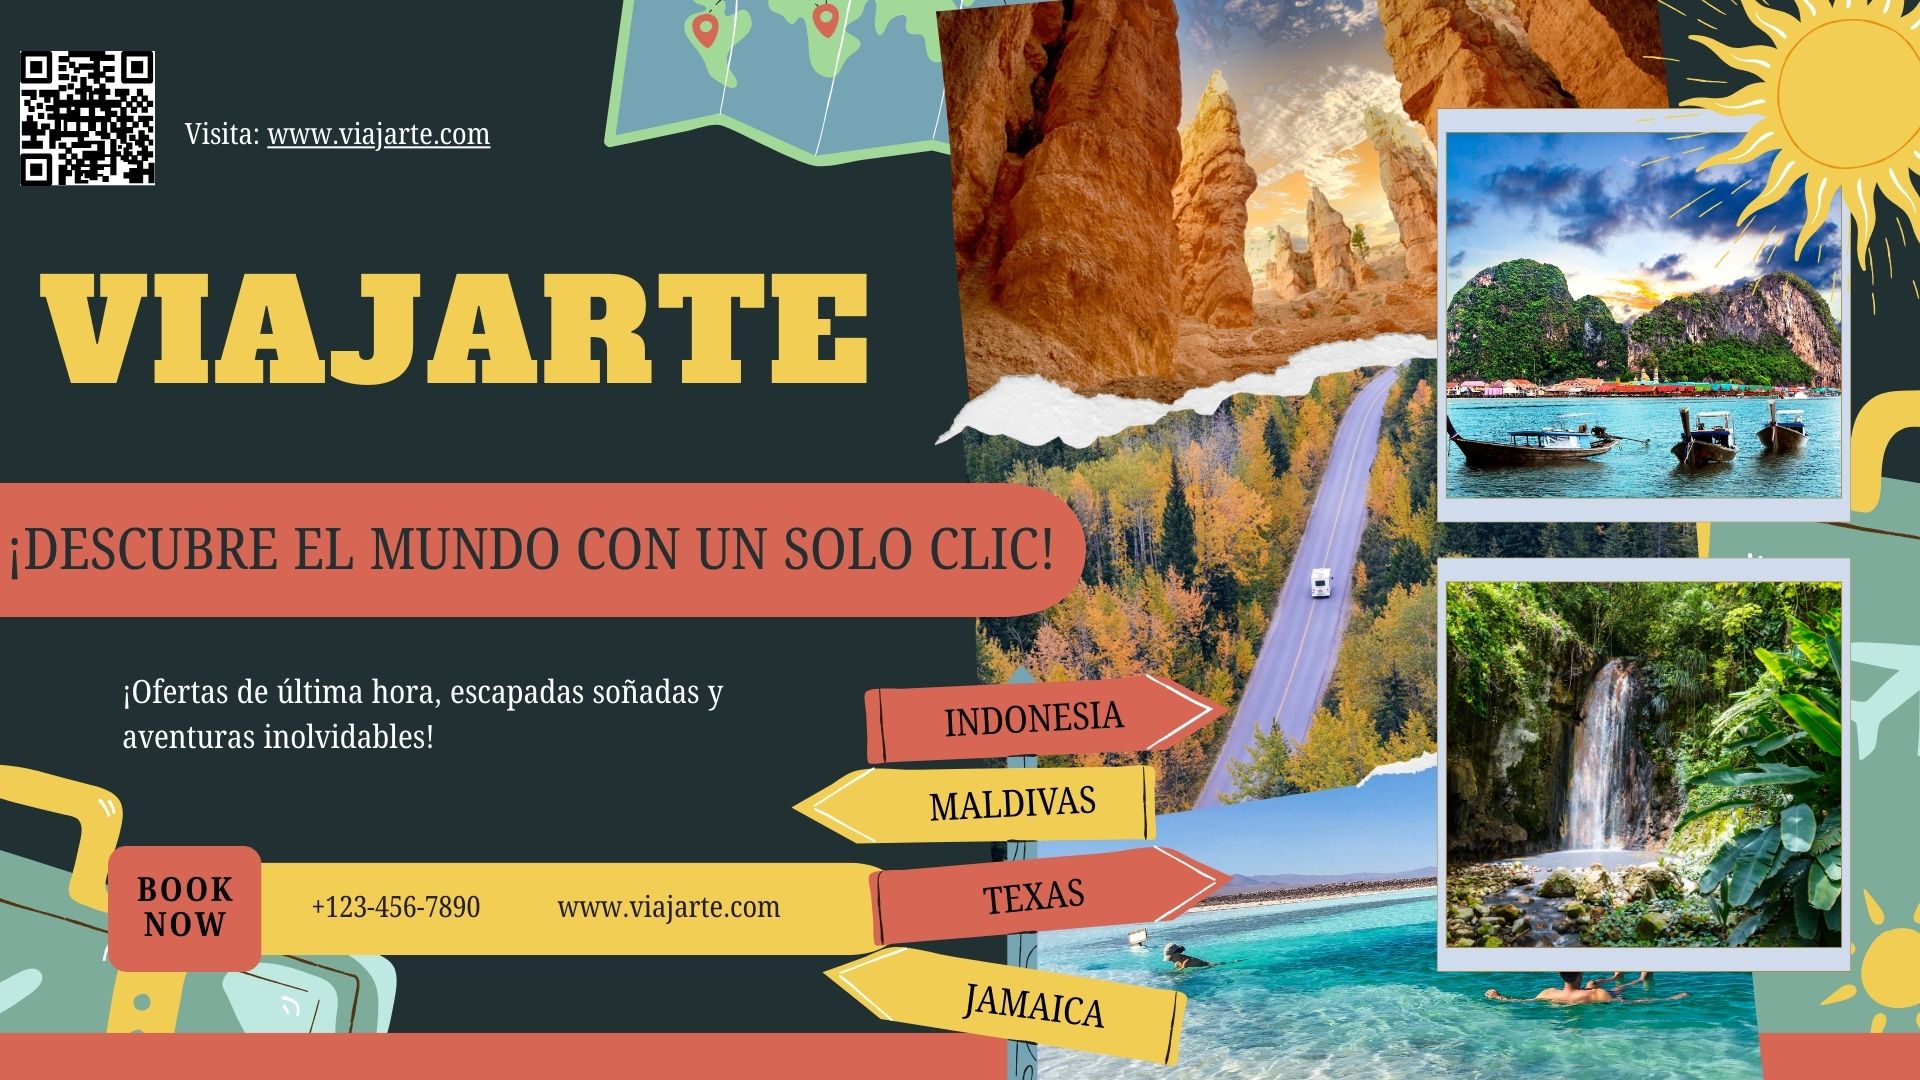 Visita: www.viajarte.com
VIAJARTE
¡DESCUBRE EL MUNDO CON UN SOLO CLIC!
¡Ofertas de última hora, escapadas soñadas y
aventuras inolvidables!
INDONESIA
MALDIVAS
TEXAS
JAMAICA
BOOK
NOW
+123-456-7890
www.viajarte.com